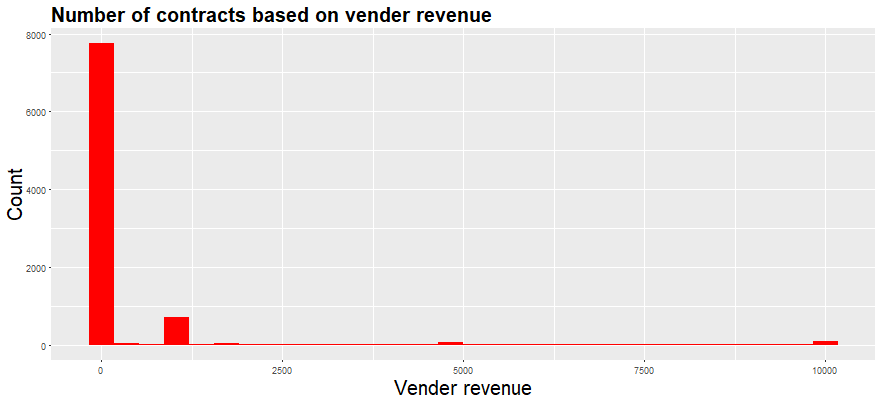 Number of contracts based on vender revenue
8000
6000
4000
2000
0
Count
0 2500 5000 7500 10000
Vender revenue